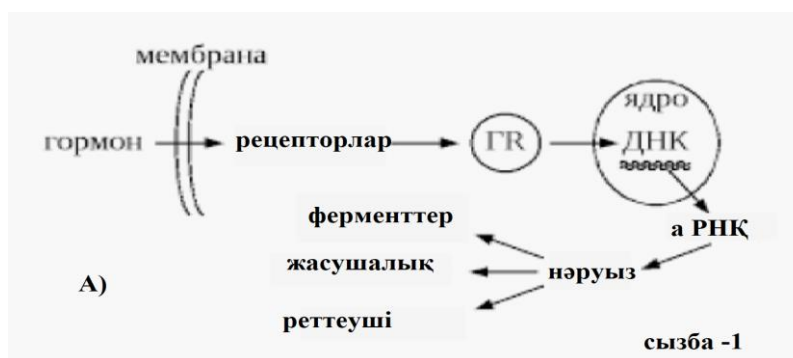 мембрана
гормон
рецепторлар
ГR
ядро
ДНК
а РНҚ
ферменттер
жасушалық
нәруыз
реттеуші
А)
сызба -1